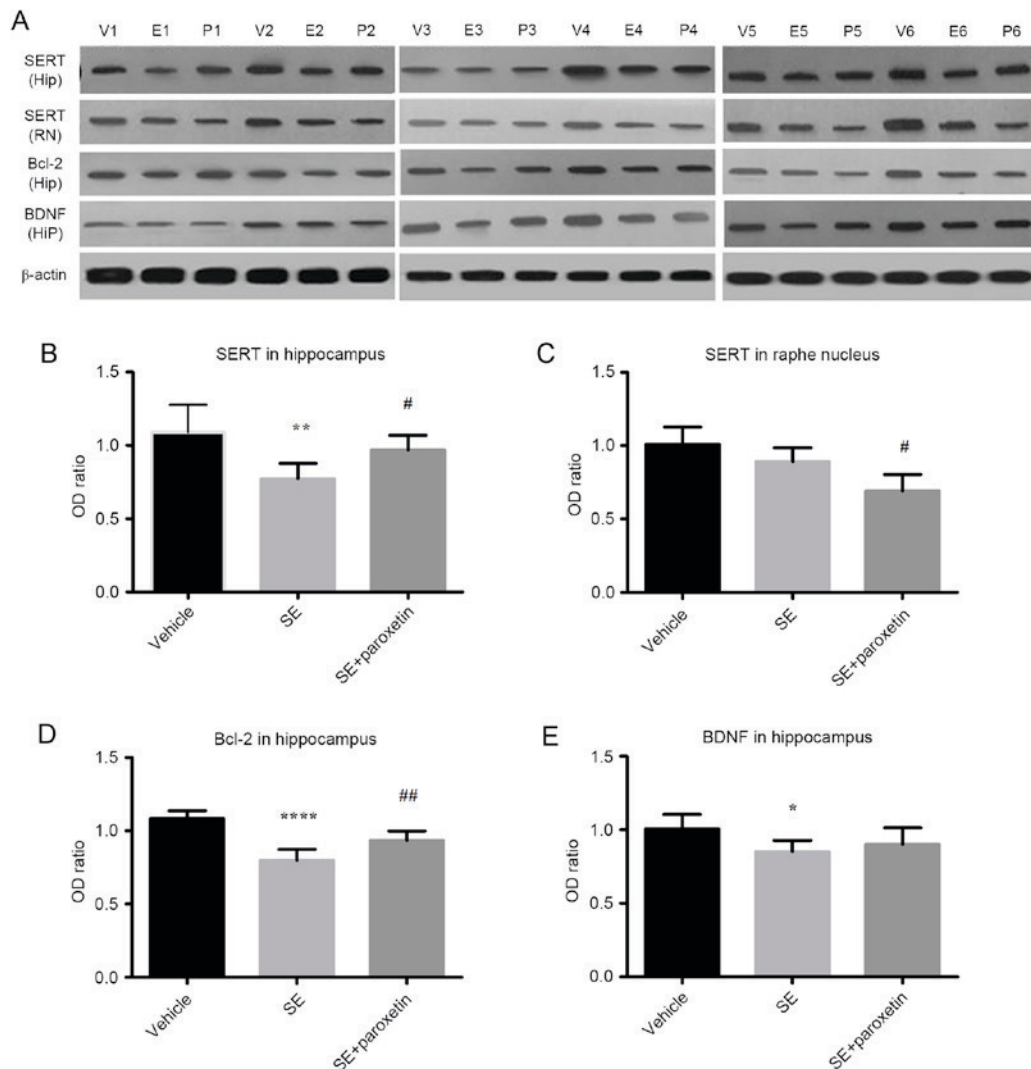 A
V1 E1 P1 V2 E2 P2 V3 E3 P3 V4 E4 P4 V5 E5 P5 V6 E6 P6
SERT
(Hip)
SERT
(RN)
Bcl-2
(Hip)
BDNF
(HiP)
β-actin
B
SERT in hippocampus
1.5
1.0
0.5
0.0
OD ratio
**
#
Vehicle
SE
SE+paroxetin
C
SERT in raphe nucleus
1.5
1.0
0.5
0.0
OD ratio
#
Vehicle
SE
SE+paroxetin
D
Bcl-2 in hippocampus
1.5
1.0
0.5
0.0
OD ratio
****
##
Vehicle
SE
SE+paroxetin
E
BDNF in hippocampus
1.5
1.0
0.5
0.0
OD ratio
*
Vehicle
SE
SE+paroxetin